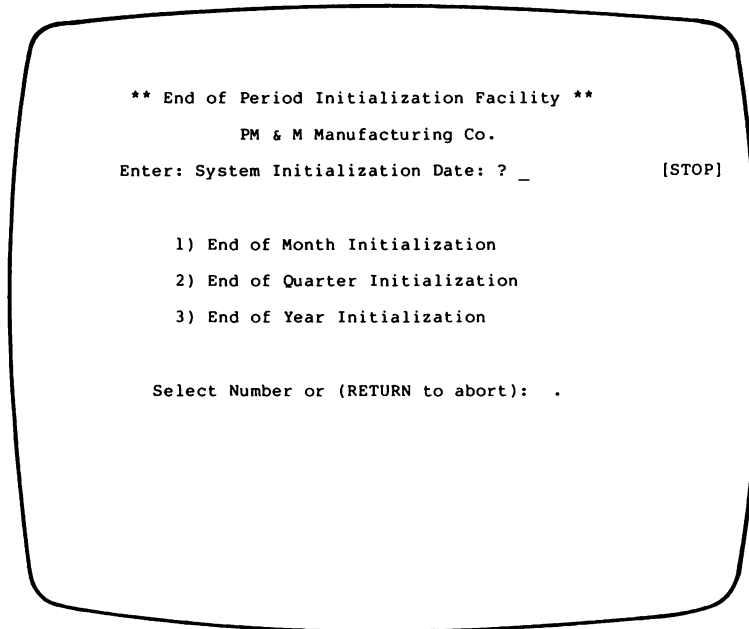 ** End of Period Initialization Facility **
PM & M Manufacturing Co.
Enter: System Initialization Date: ? _ [STOP]
1) End of Month Initialization
2) End of Quarter Initialization
3) End of Year Initialization
Select Number or (RETURN to abort): .